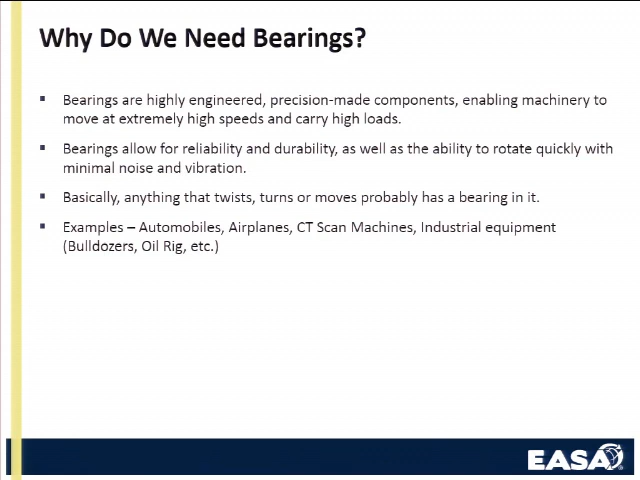 Why Do We Need Bearings?
▪ Bearings are highly engineered, precision-made components, enabling machinery to
move at extremely high speeds and carry high loads.
▪ Bearings allow for reliability and durability, as well as the ability to rotate quickly with
minimal noise and vibration.
▪ Basically, anything that twists, turns or moves probably has a bearing in it.
▪ Examples – Automobiles, Airplanes, CT Scan Machines, Industrial equipment
(Bulldozers, Oil Rig, etc.)
EASA